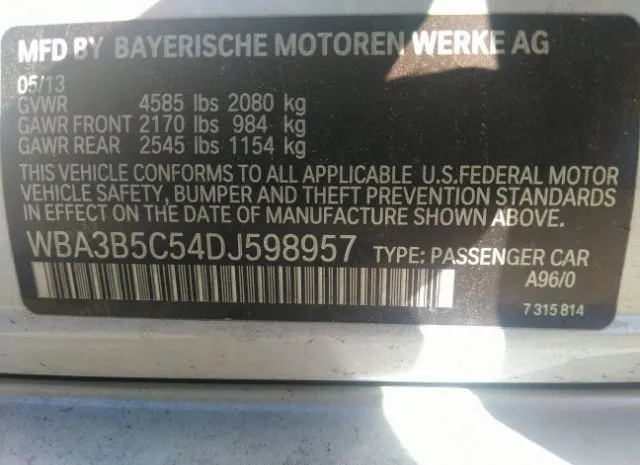 MFD BY BAYERISCHE MOTOREN WERKE AG
05/13
GVWR 4585 lbs 2080 kg
GAWR FRONT 2170 lbs 984 kg
GAWR REAR 2545 lbs 1154 kg
THIS VEHICLE CONFORMS TO ALL APPLICABLE U.S.FEDERAL MOTOR
VEHICLE SAFETY, BUMPER AND THEFT PREVENTION STANDARDS
IN EFFECT ON THE DATE OF MANUFACTURE SHOWN ABOVE.
WBA3B5C54DJ598957 TYPE: PASSENGER CAR
A96/0
7 315 814